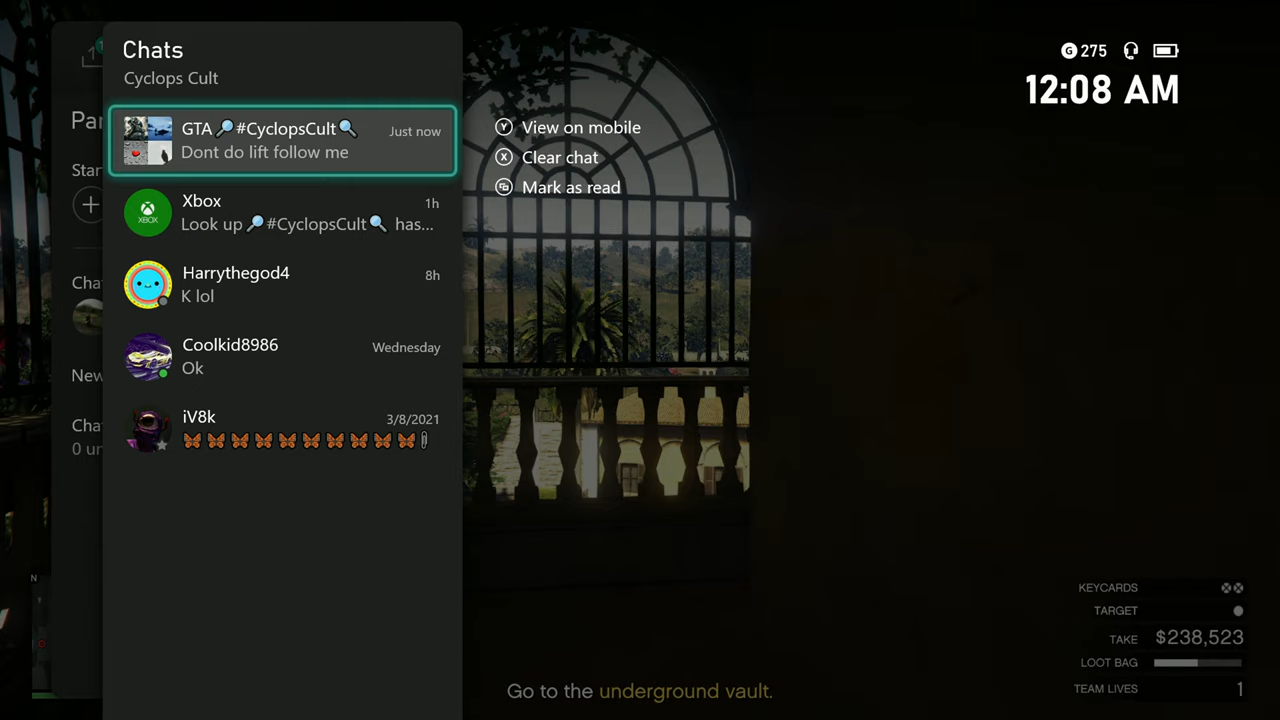 Chats
Cyclops Cult
GTA 🔎#CyclopsCult🔍 Just now
Dont do lift follow me
Xbox 1h
XBOX
Look up 🔎#CyclopsCult🔍 has...
Harrythegod4 8h
K lol
Coolkid8986 Wednesday
Ok
iV8k 3/8/2021
🦋🦋🦋🦋🦋🦋🦋🦋🦋🦋
Par
Star
Cha
New
Cha
0 un
Y View on mobile
X Clear chat
Mark as read
G 275
12:08 AM
N
KEYCARDS
TARGET
TAKE $238,523
LOOT BAG
TEAM LIVES 1
Go to the underground vault.